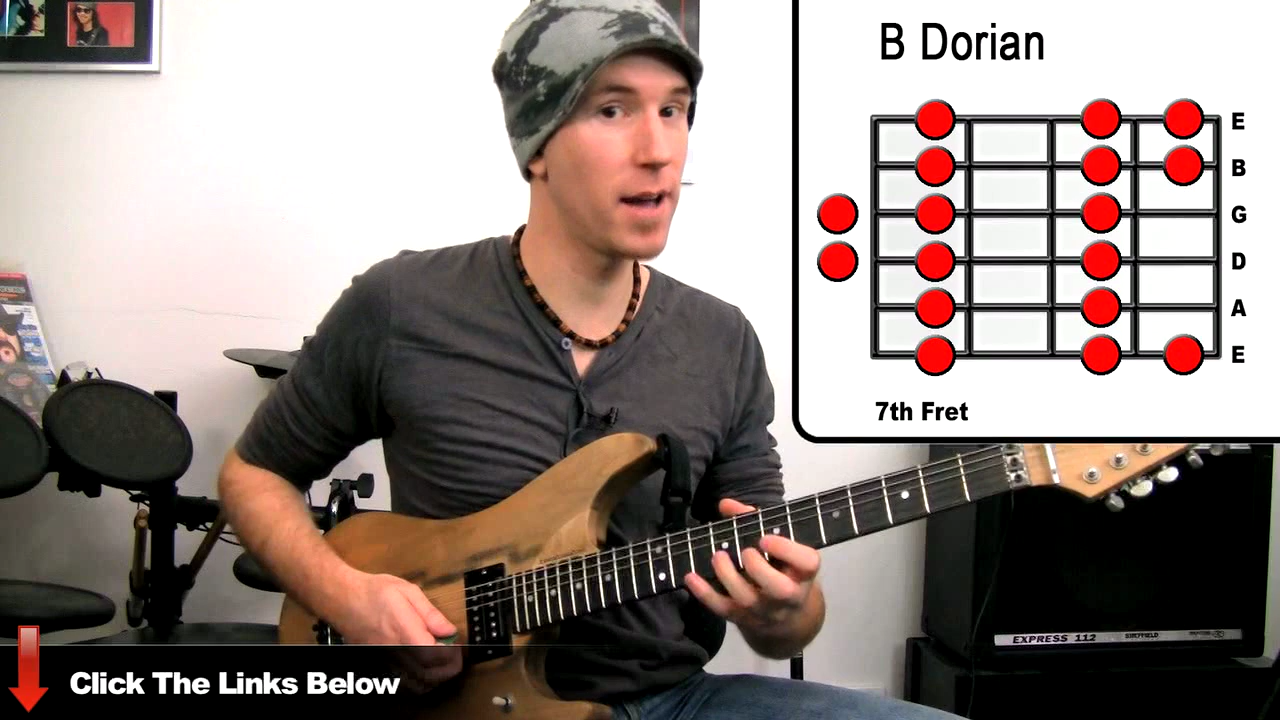 B Dorian
E
B
G
D
A
E
7th Fret
EXPRESS 112
Click The Links Below